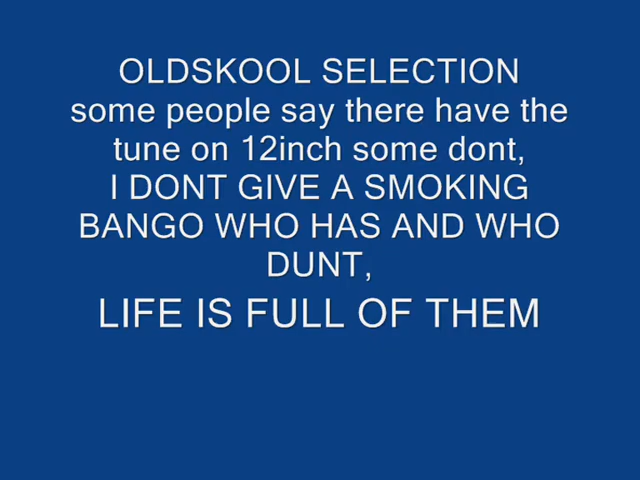 OLDSKOOL SELECTION
some people say there have the
tune on 12inch some dont,
I DONT GIVE A SMOKING
BANGO WHO HAS AND WHO
DUNT,
LIFE IS FULL OF THEM